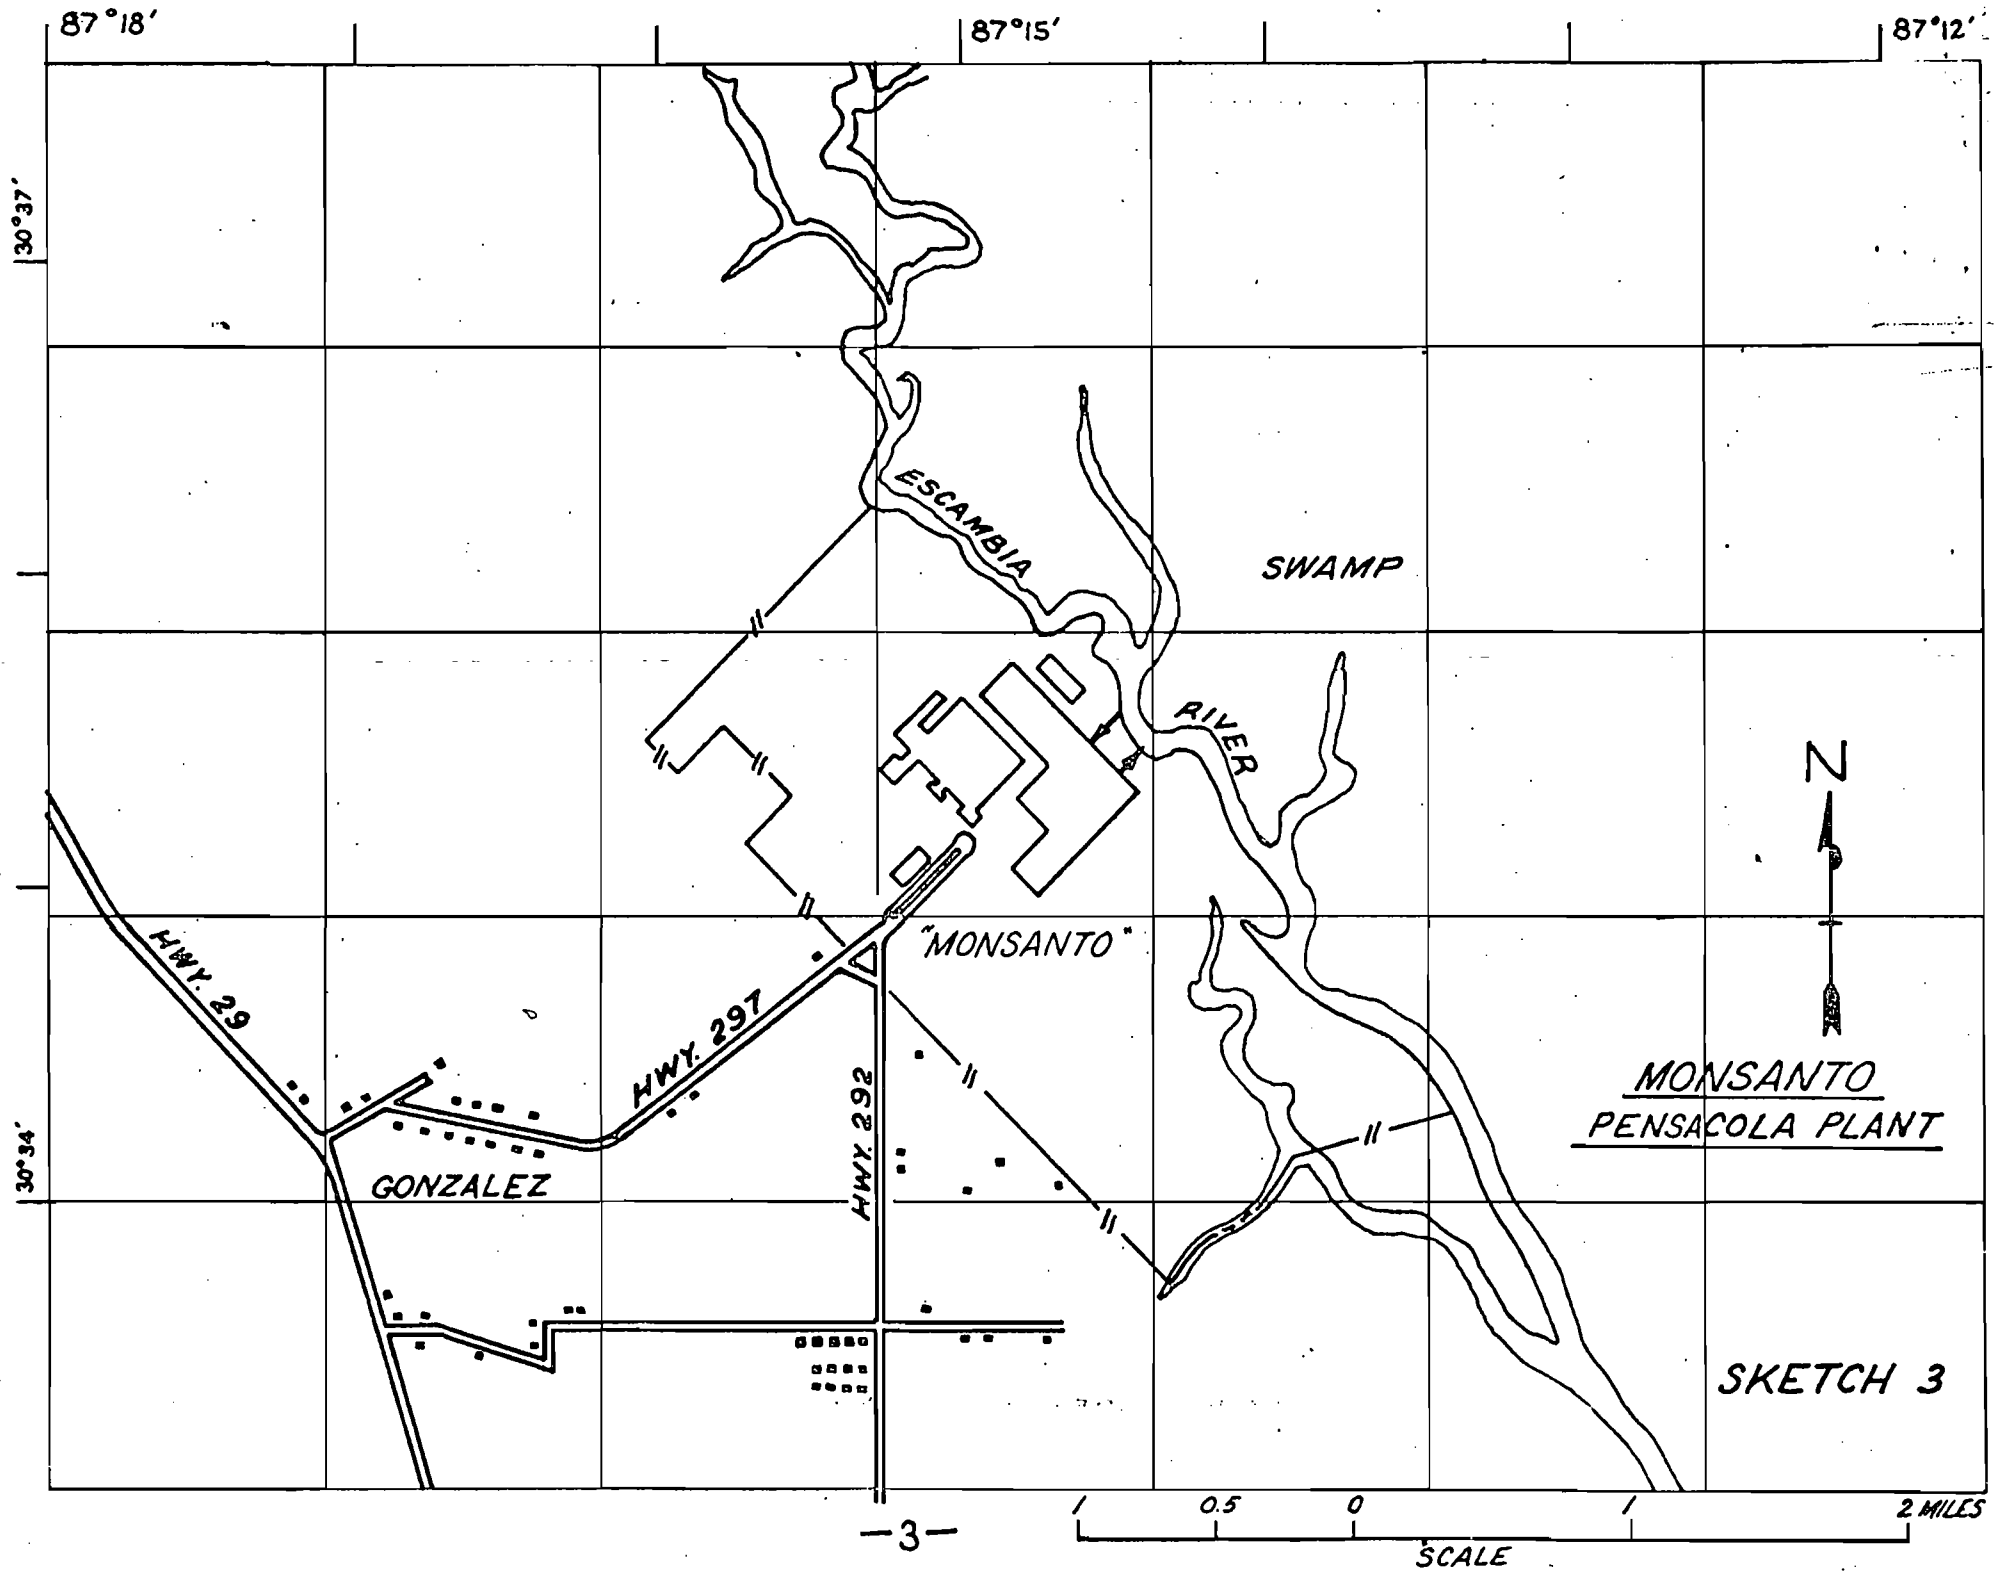 87°18' 87°15' 87°12'
30°37'
ESCAMBIA
SWAMP
RIVER
N
HWY. 29
"MONSANTO"
HWY. 297
HWY. 292
MONSANTO
PENSACOLA PLANT
30°34'
GONZALEZ
SKETCH 3
1 0.5 0 1 2 MILES
SCALE
—3—